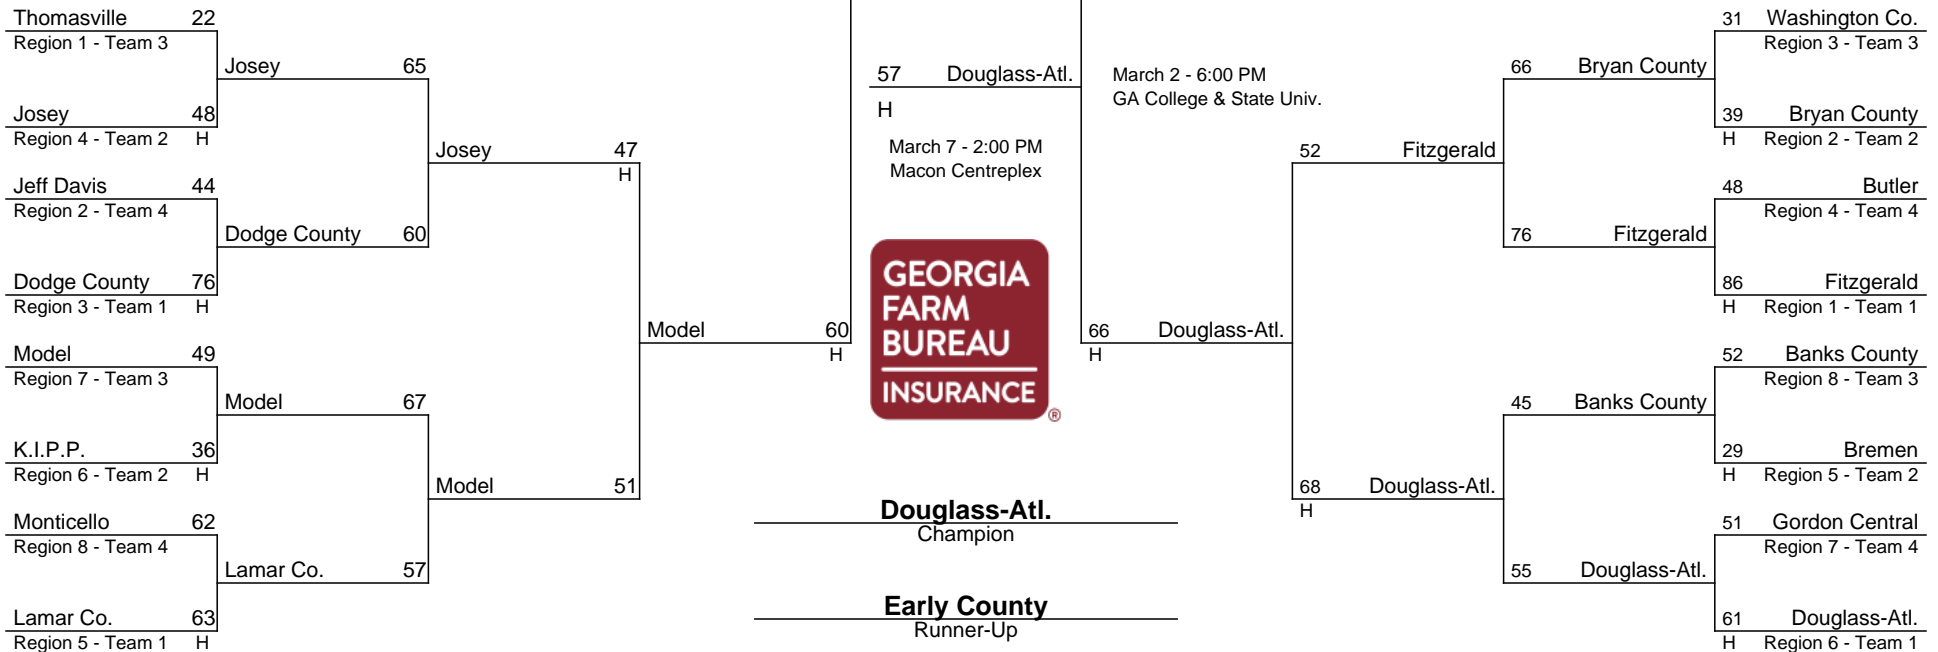 Thomasville 22
Region 1 - Team 3
Josey 65
Josey 48
Region 4 - Team 2 H
Josey 47
H
Jeff Davis 44
Region 2 - Team 4
Dodge County 60
Dodge County 76
Region 3 - Team 1 H
Model 60
H
Model 49
Region 7 - Team 3
Model 67
K.I.P.P. 36
Region 6 - Team 2 H
Model 51
Monticello 62
Region 8 - Team 4
Lamar Co. 57
Lamar Co. 63
Region 5 - Team 1 H
57 Douglass-Atl.
H
March 7 - 2:00 PM
Macon Centreplex
March 2 - 6:00 PM
GA College & State Univ.
GEORGIA
FARM
BUREAU
INSURANCE
®
Douglass-Atl.
Champion
Early County
Runner-Up
66 Douglass-Atl.
H
52 Fitzgerald
68 Douglass-Atl.
H
66 Bryan County
76 Fitzgerald
45 Banks County
55 Douglass-Atl.
31 Washington Co.
Region 3 - Team 3
39 Bryan County
H Region 2 - Team 2
48 Butler
Region 4 - Team 4
86 Fitzgerald
H Region 1 - Team 1
52 Banks County
Region 8 - Team 3
29 Bremen
H Region 5 - Team 2
51 Gordon Central
Region 7 - Team 4
61 Douglass-Atl.
H Region 6 - Team 1